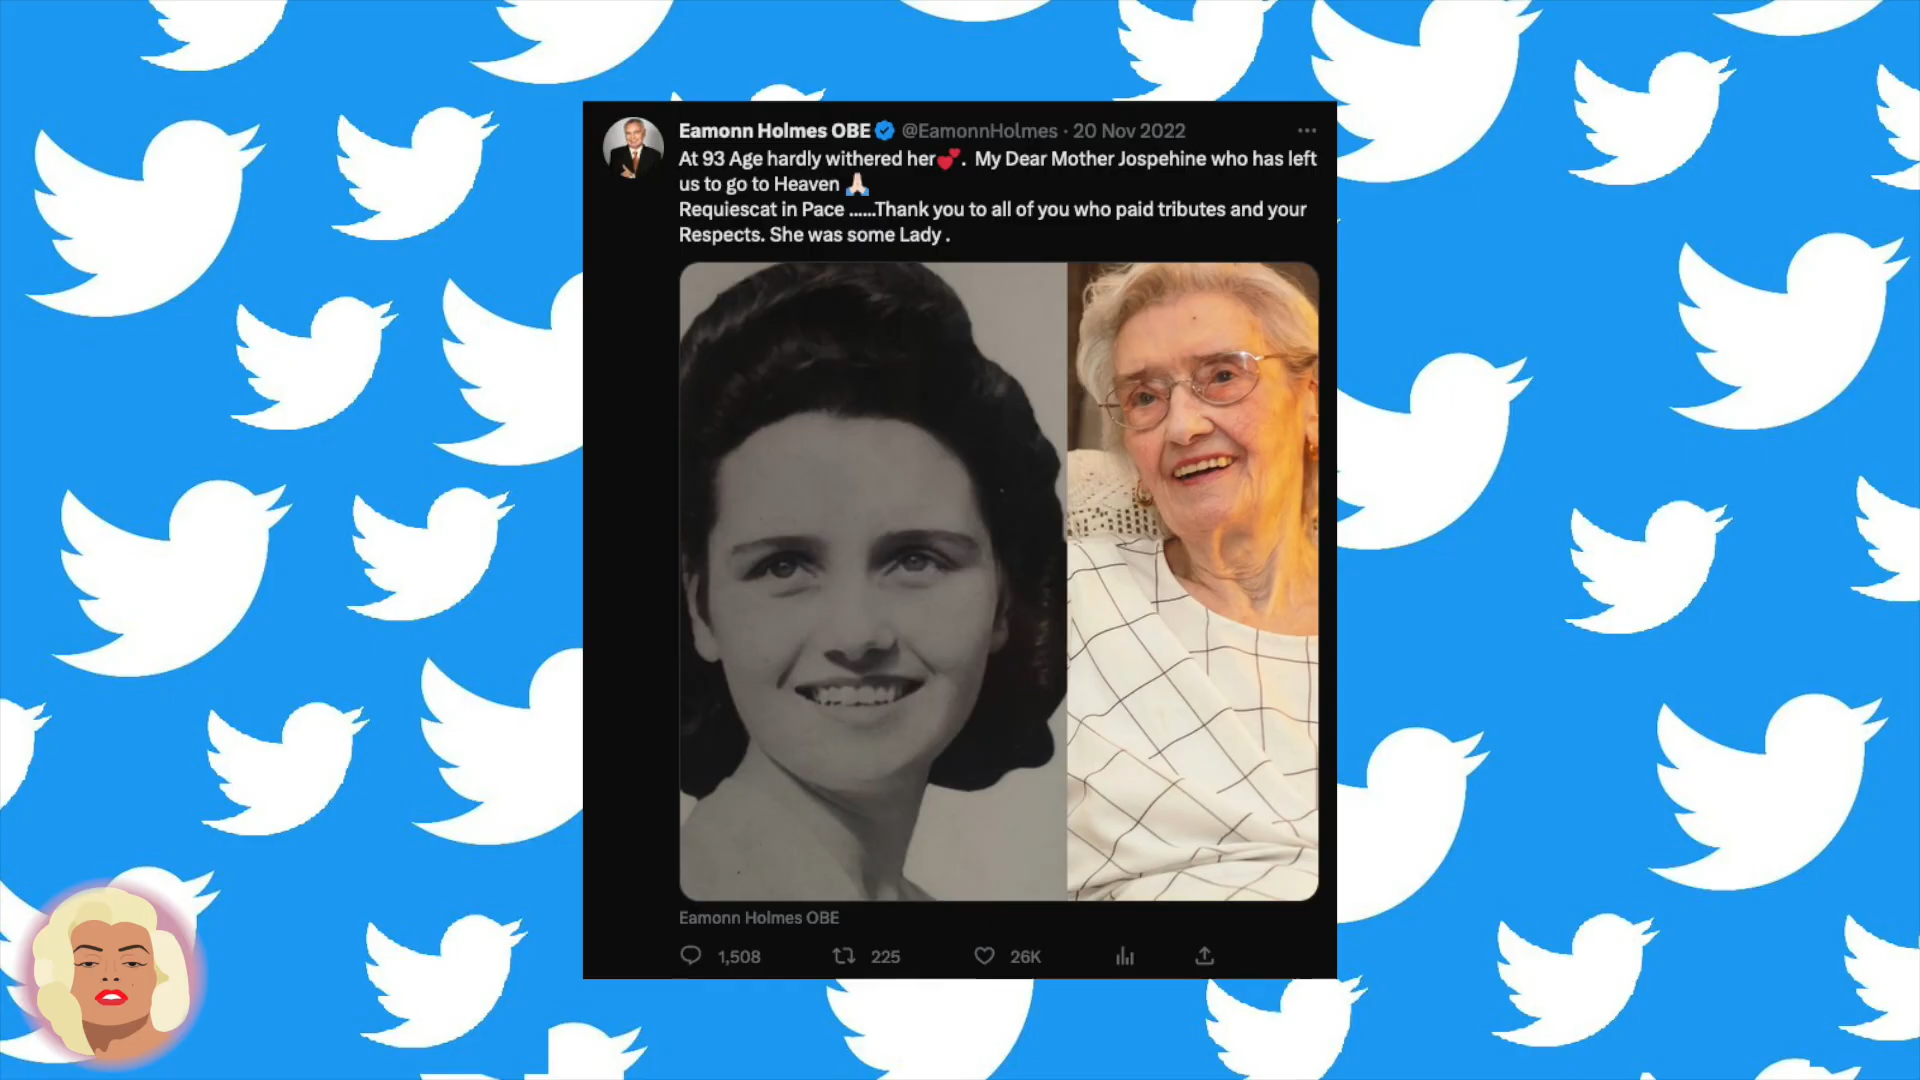 Eamonn Holmes OBE @EamonnHolmes · 20 Nov 2022
At 93 Age hardly withered her💕. My Dear Mother Jospehine who has left
us to go to Heaven 🙏🏻
Requiescat in Pace ......Thank you to all of you who paid tributes and your
Respects. She was some Lady .
Eamonn Holmes OBE
1,508 225 26K